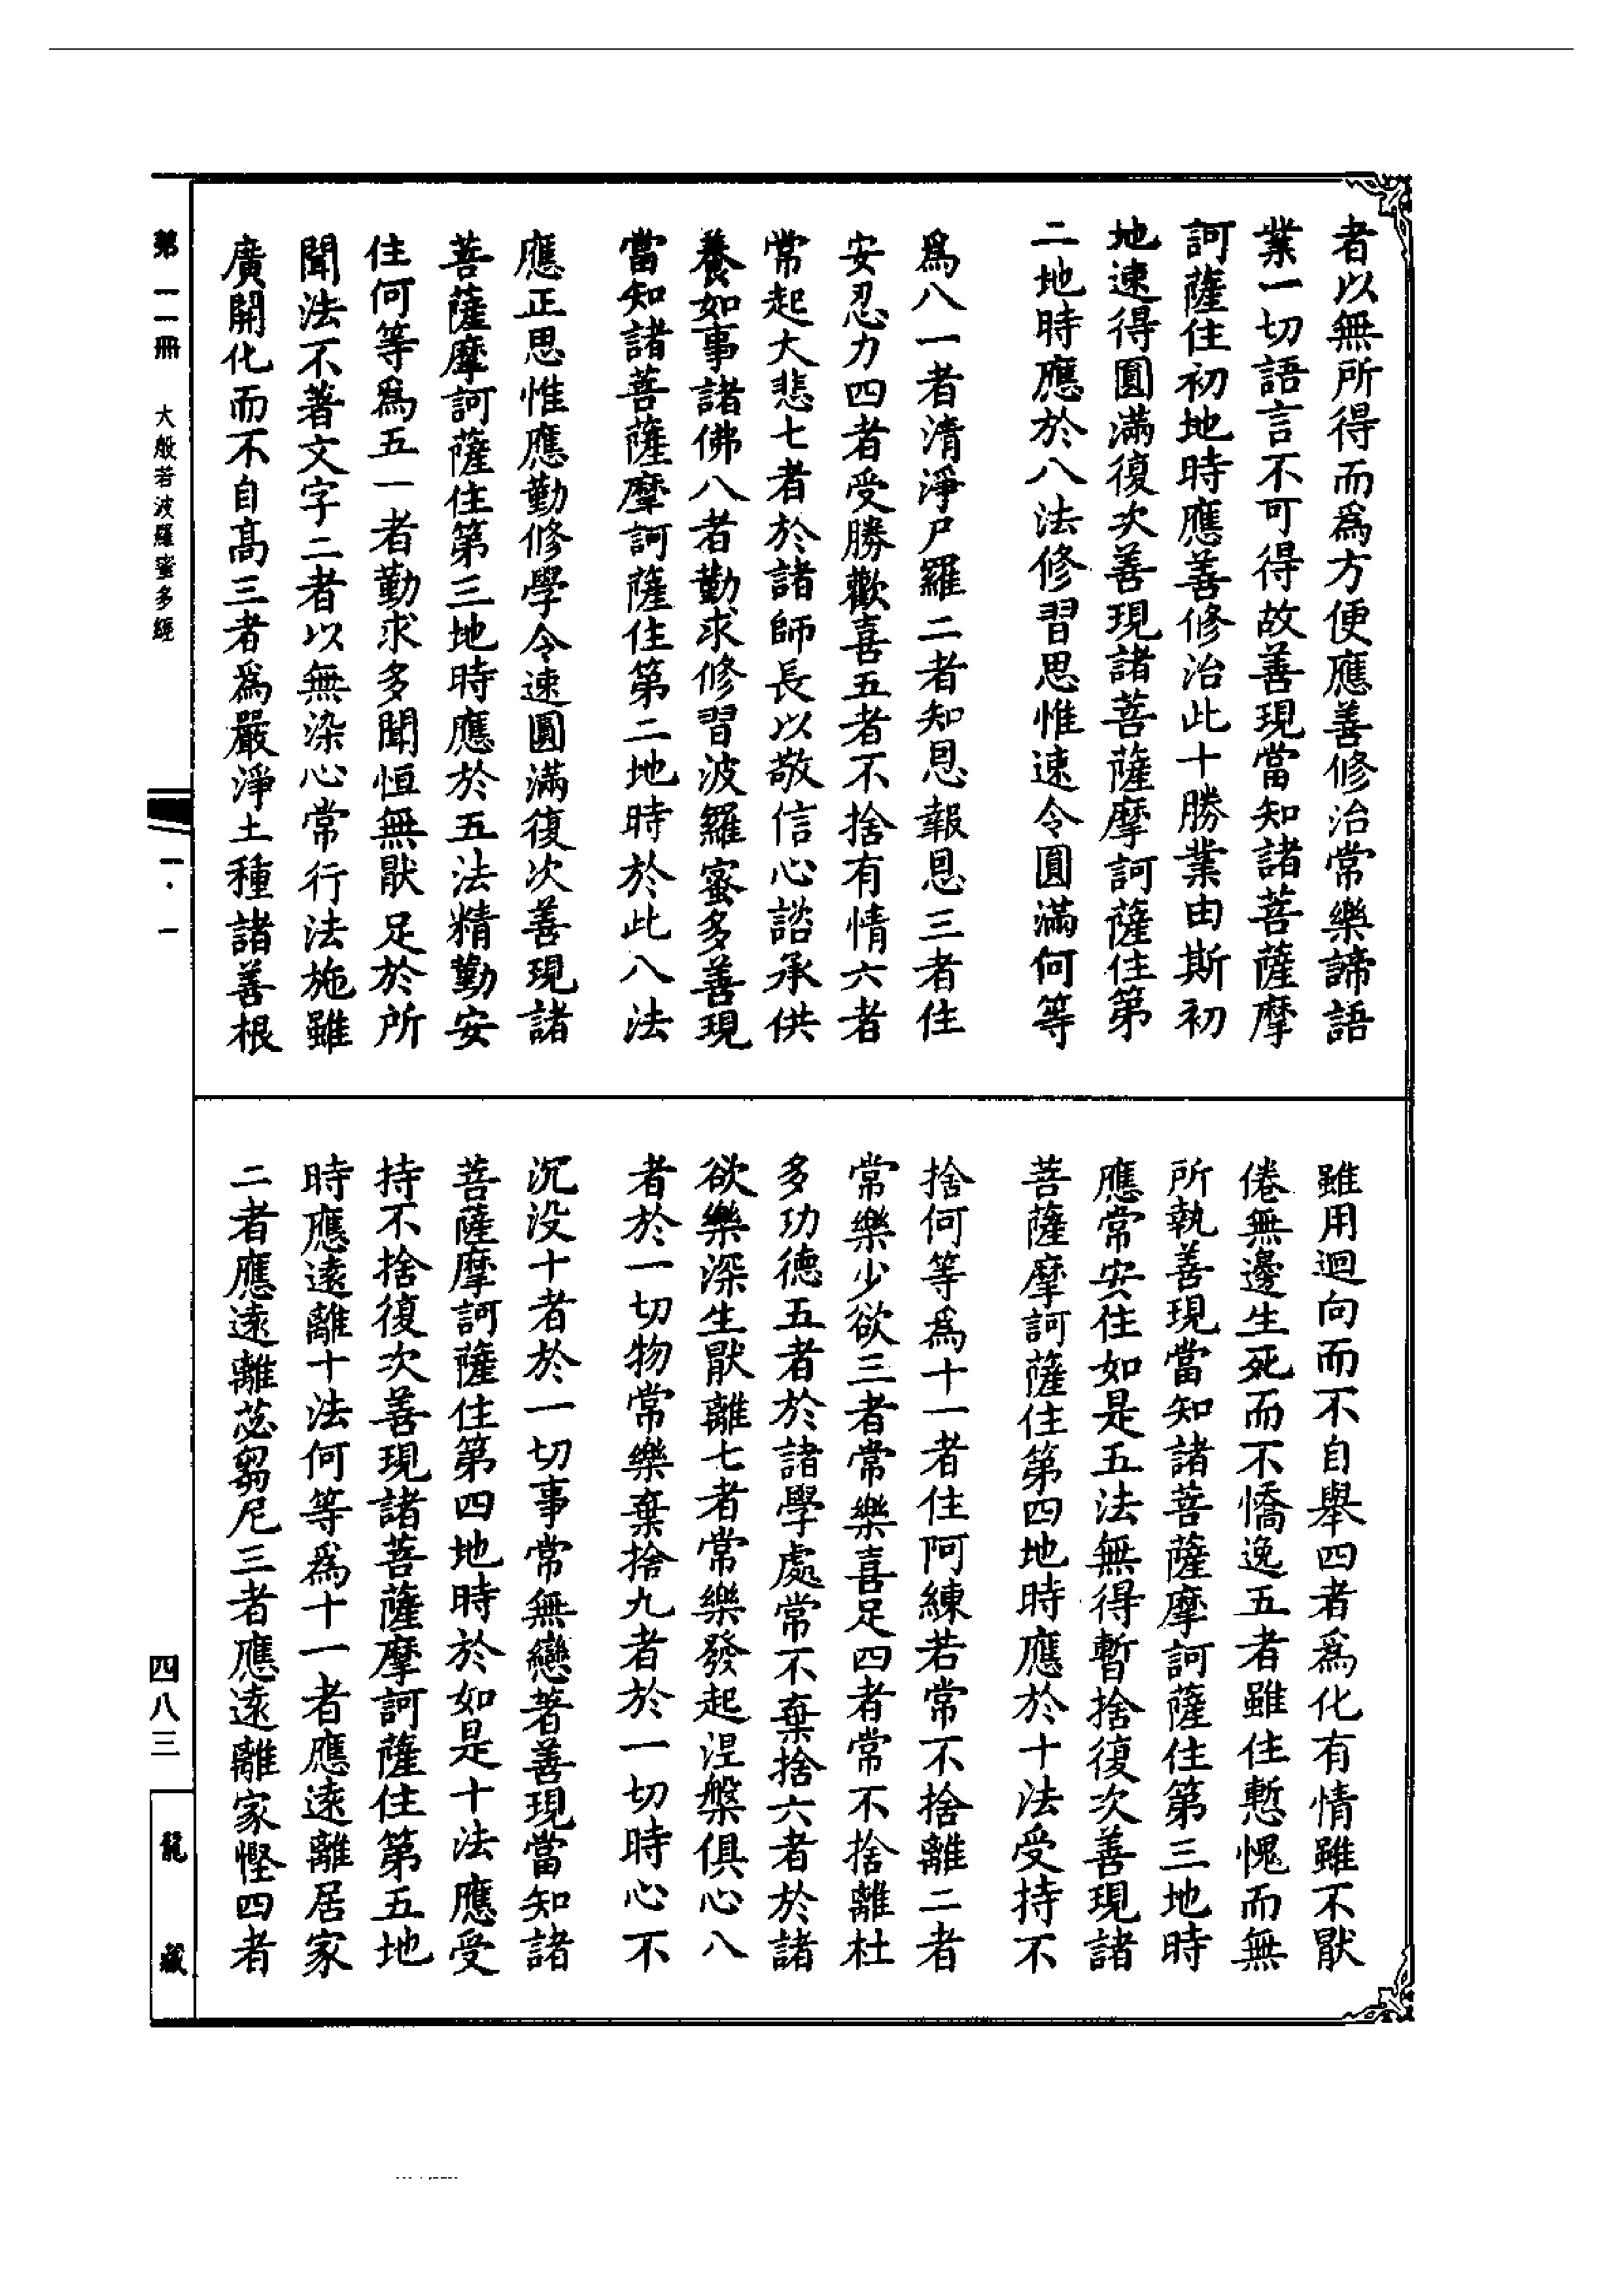 者以無所得而爲方便應善修治常樂諦語
業一切語言不可得故善現當知諸菩薩摩
訶薩住初地時應善修治此十勝業由斯初
地速得圓滿復次善現諸菩薩摩訶薩住第
二地時應於八法修習思惟速令圓滿何等
爲八一者清淨尸羅二者知恩報恩三者住
安忍力四者受勝歡喜五者不捨有情六者
常起大悲七者於諸師長以敬信心諮承供
養如事諸佛八者勤求修習波羅蜜多善現
當知諸菩薩摩訶薩住第二地時於此八法
應正思惟應勤修學令速圓滿復次善現諸
菩薩摩訶薩住第三地時應於五法精勤安
住何等爲五一者勤求多聞恒無猒足於所
聞法不著文字二者以無染心常行法施雖
廣開化而不自高三者爲嚴淨土種諸善根
雖用迴向而不自舉四者爲化有情雖不猒
倦無邊生死而不憍逸五者雖住慙愧而無
所執善現當知諸菩薩摩訶薩住第三地時
應常安住如是五法無得暫捨復次善現諸
菩薩摩訶薩住第四地時應於十法受持不
捨何等爲十一者住阿練若常不捨離二者
常樂少欲三者常樂喜足四者常不捨離杜
多功德五者於諸學處常不棄捨六者於諸
欲樂深生猒離七者常樂發起涅槃俱心八
者於一切物常樂棄捨九者於一切時心不
沉没十者於一切事常無戀著善現當知諸
菩薩摩訶薩住第四地時於如是十法應受
持不捨復次善現諸菩薩摩訶薩住第五地
時應遠離十法何等爲十一者應遠離居家
二者應遠離苾芻尼三者應遠離家慳四者
第一一冊 大般若波羅蜜多經
一·一
四八三
龍藏